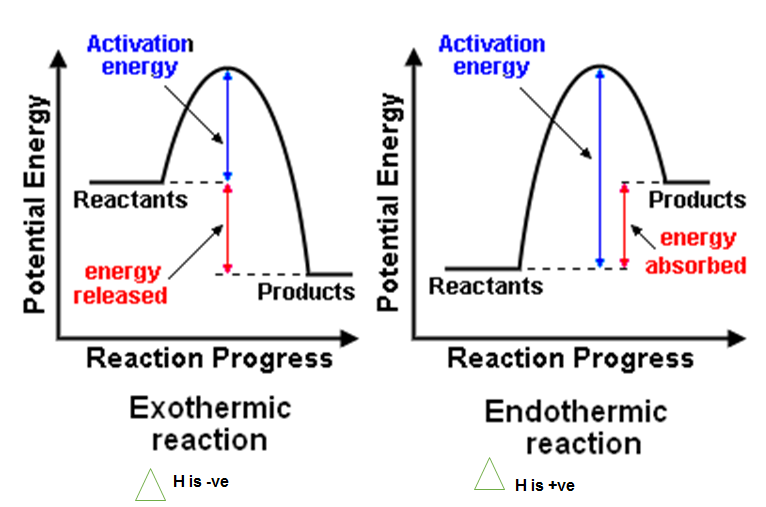 Activation
energy
Potential Energy
Reactants
energy
released
Products
Reaction Progress
Exothermic
reaction
H is -ve
Activation
energy
Potential Energy
Products
energy
absorbed
Reactants
Reaction Progress
Endothermic
reaction
H is +ve